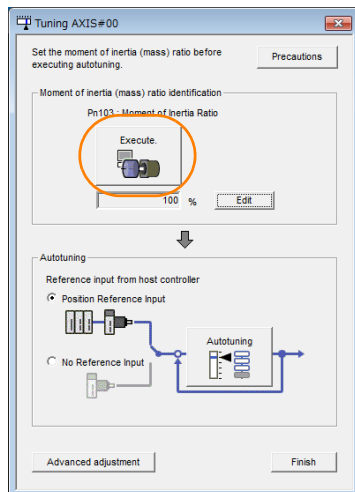 Tuning AXIS#00
Set the moment of inertia (mass) ratio before
executing autotuning.
Precautions
Moment of inertia (mass) ratio identification
Pn103 : Moment of Inertia Ratio
Execute.
100 % Edit
Autotuning
Reference input from host controller
Position Reference Input
Autotuning
No Reference Input
Advanced adjustment
Finish